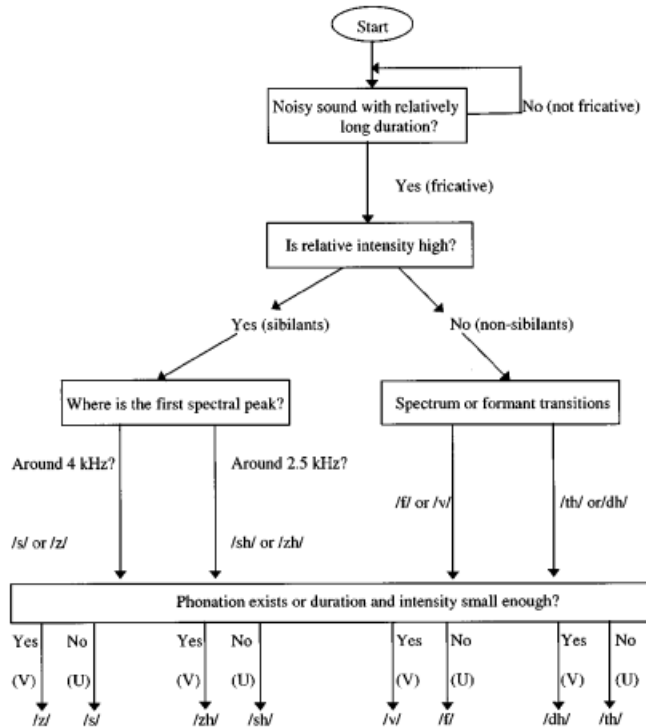 Start
Noisy sound with relatively
long duration?
No (not fricative)
Yes (fricative)
Is relative intensity high?
Yes (sibilants)
No (non-sibilants)
Where is the first spectral peak?
Spectrum or formant transitions
Around 4 kHz?
Around 2.5 kHz?
/f/ or /v/
/th/ or/dh/
/s/ or /z/
/sh/ or /zh/
Phonation exists or duration and intensity small enough?
Yes No Yes No Yes No Yes No
(V) (U) (V) (U) (V) (U) (V) (U)
/z/ /s/ /zh/ /sh/ /v/ /f/ /dh/ /th/